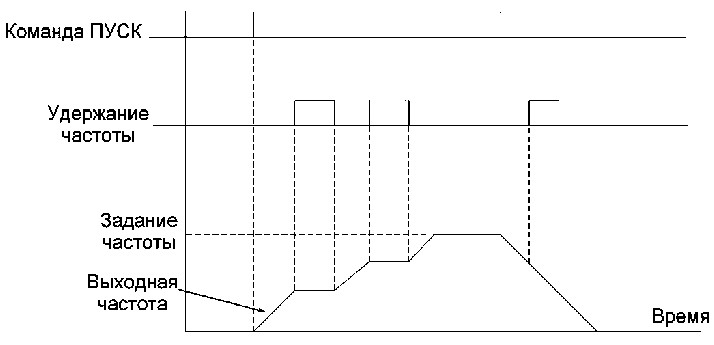 Команда ПУСК
Удержание
частоты
Задание
частоты
Выходная
частота
Время